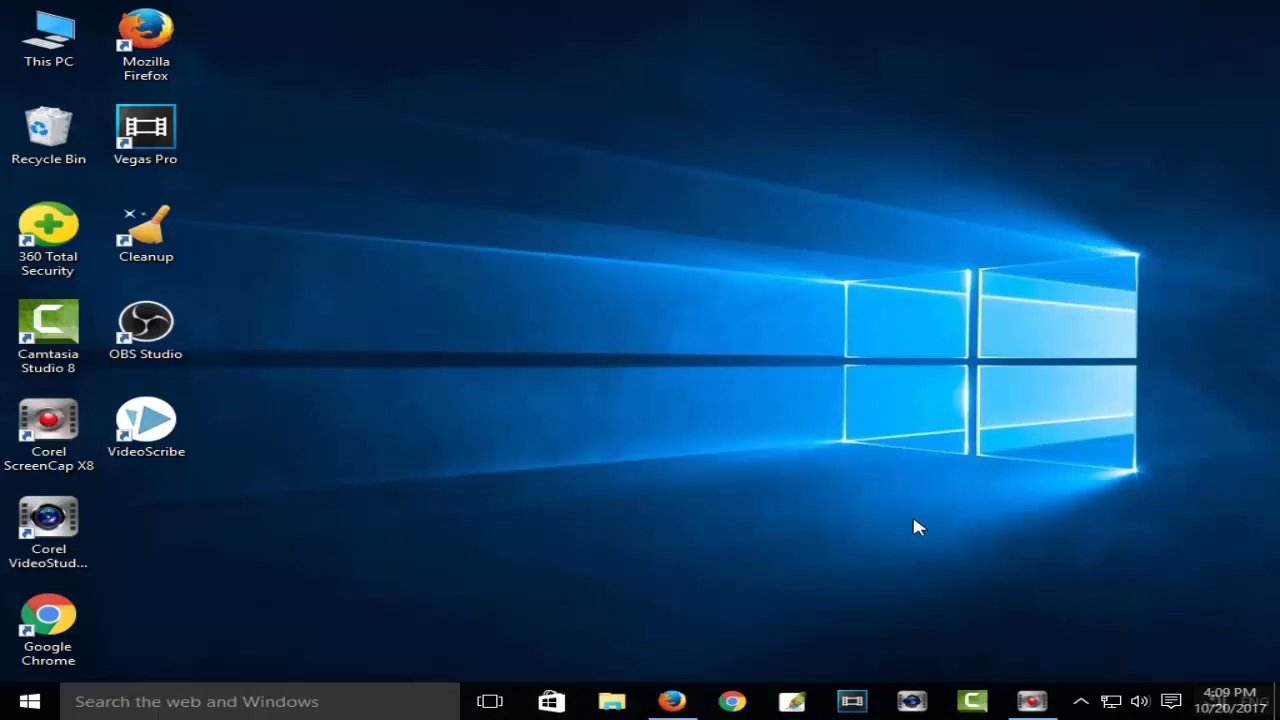 This PC
Mozilla
Firefox
Recycle Bin
Vegas Pro
360 Total
Security
Cleanup
Camtasia
Studio 8
OBS Studio
Corel
ScreenCap X8
VideoScribe
Corel
VideoStud...
Google
Chrome
Search the web and Windows
4:09 PM
ENG
10/20/2017